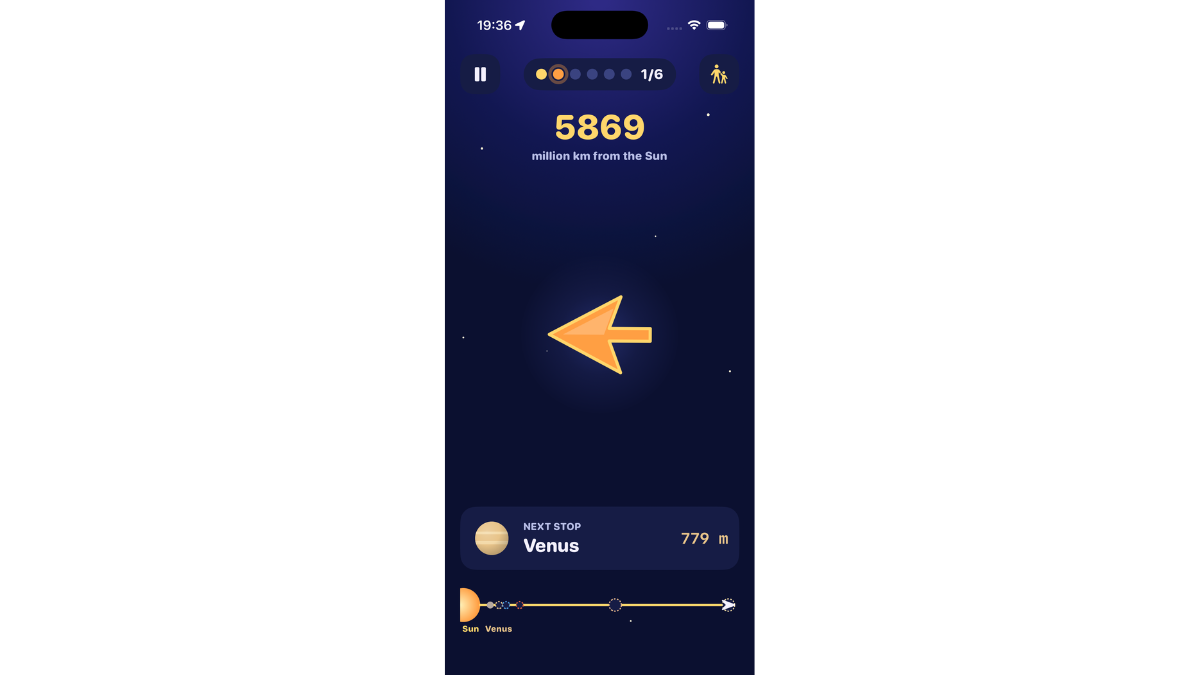 19:36
1/6
5869
million km from the Sun
NEXT STOP
Venus
779 m
Sun Venus